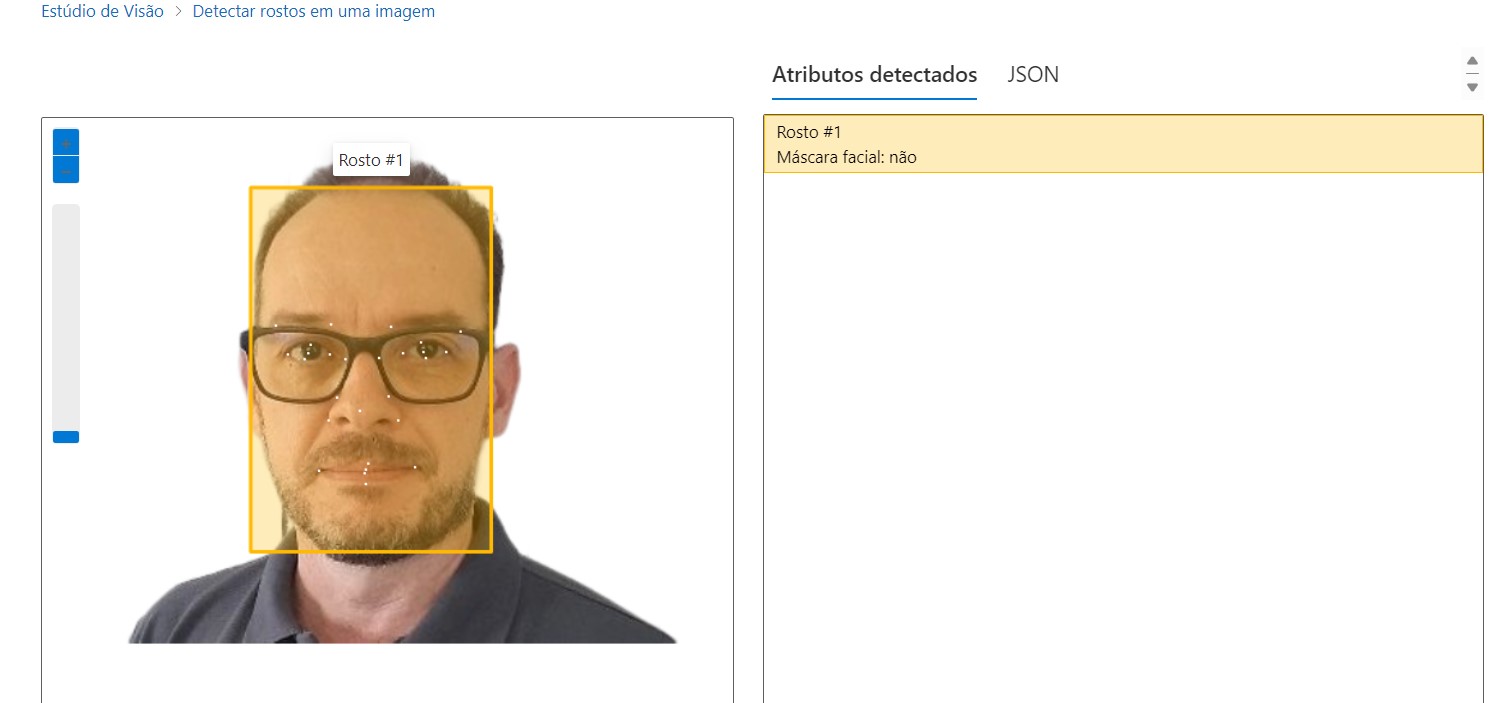 Estúdio de Visão > Detectar rostos em uma imagem
Atributos detectados JSON
Rosto #1
Máscara facial: não
+
-
Rosto #1